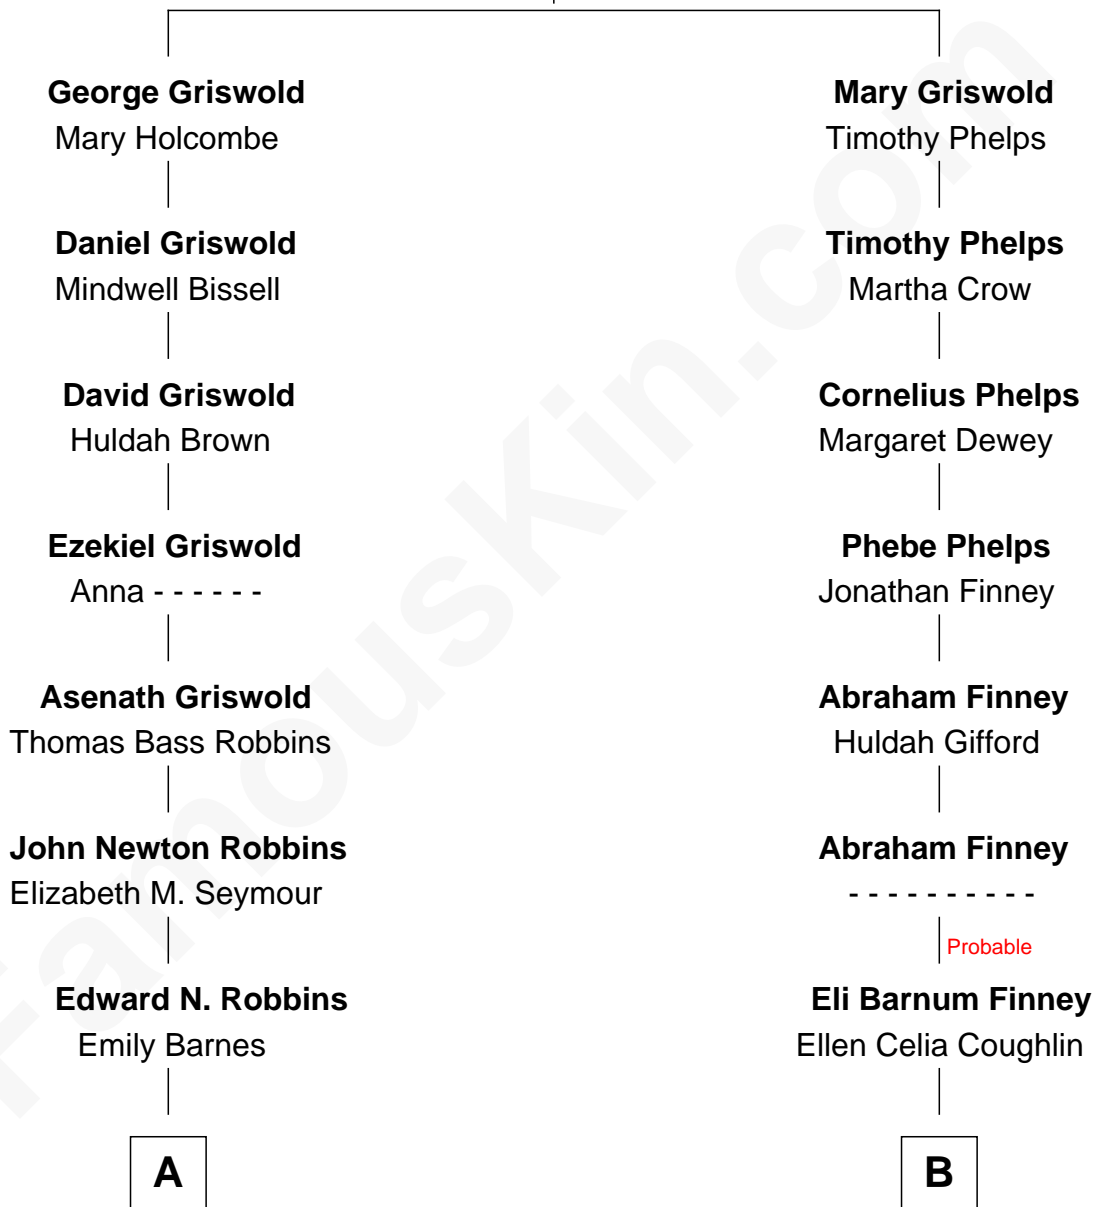 George Griswold
Mary Holcombe
Daniel Griswold
Mindwell Bissell
David Griswold
Huldah Brown
Ezekiel Griswold
Anna - - - - - -
Asenath Griswold
Thomas Bass Robbins
John Newton Robbins
Elizabeth M. Seymour
Edward N. Robbins
Emily Barnes
A
Mary Griswold
Timothy Phelps
Timothy Phelps
Martha Crow
Cornelius Phelps
Margaret Dewey
Phebe Phelps
Jonathan Finney
Abraham Finney
Huldah Gifford
Abraham Finney
- - - - - - - - - -
Probable
Eli Barnum Finney
Ellen Celia Coughlin
B
FamousKin.com